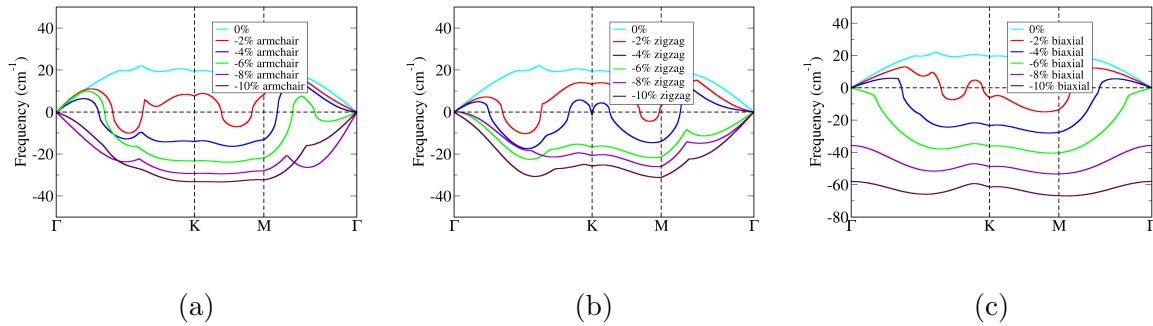 40
20
0
-20
-40
Frequency (cm⁻¹)
Γ
K
M
Γ
0%
-2% armchair
-4% armchair
-6% armchair
-8% armchair
-10% armchair
(a)
40
20
0
-20
-40
Frequency (cm⁻¹)
Γ
K
M
Γ
0%
-2% zigzag
-4% zigzag
-6% zigzag
-8% zigzag
-10% zigzag
(b)
40
20
0
-20
-40
-60
-80
Frequency (cm⁻¹)
Γ
K
M
Γ
0%
-2% biaxial
-4% biaxial
-6% biaxial
-8% biaxial
-10% biaxial
(c)